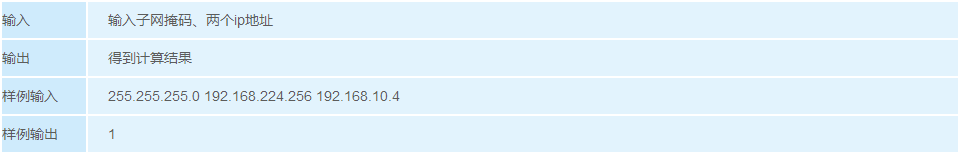 输入 输入子网掩码、两个ip地址
输出 得到计算结果
样例输入 255.255.255.0 192.168.224.256 192.168.10.4
样例输出 1